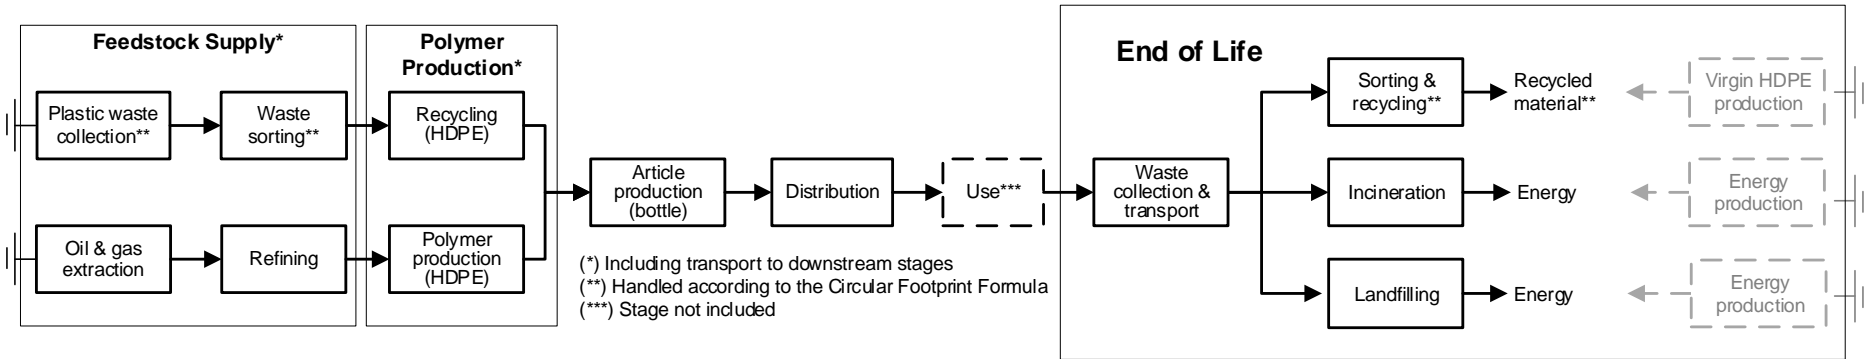 Feedstock Supply*
Plastic waste
collection**
Waste
sorting**
Oil & gas
extraction
Refining
Polymer
Production*
Recycling
(HDPE)
Polymer
production
(HDPE)
Article
production
(bottle)
Distribution
Use***
(*) Including transport to downstream stages
(**) Handled according to the Circular Footprint Formula
(***) Stage not included
End of Life
Waste
collection &
transport
Sorting &
recycling**
Recycled
material**
Virgin HDPE
production
Incineration
Energy
Energy
production
Landfilling
Energy
Energy
production